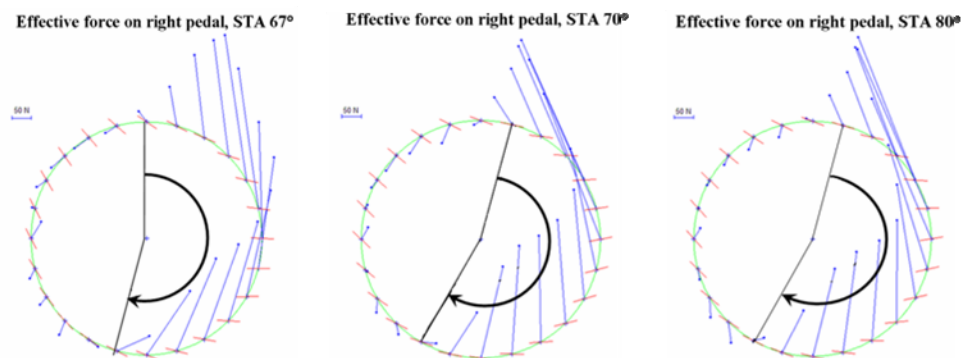 Effective force on right pedal, STA 67°
Effective force on right pedal, STA 70°
Effective force on right pedal, STA 80°
50 N
50 N
50 N